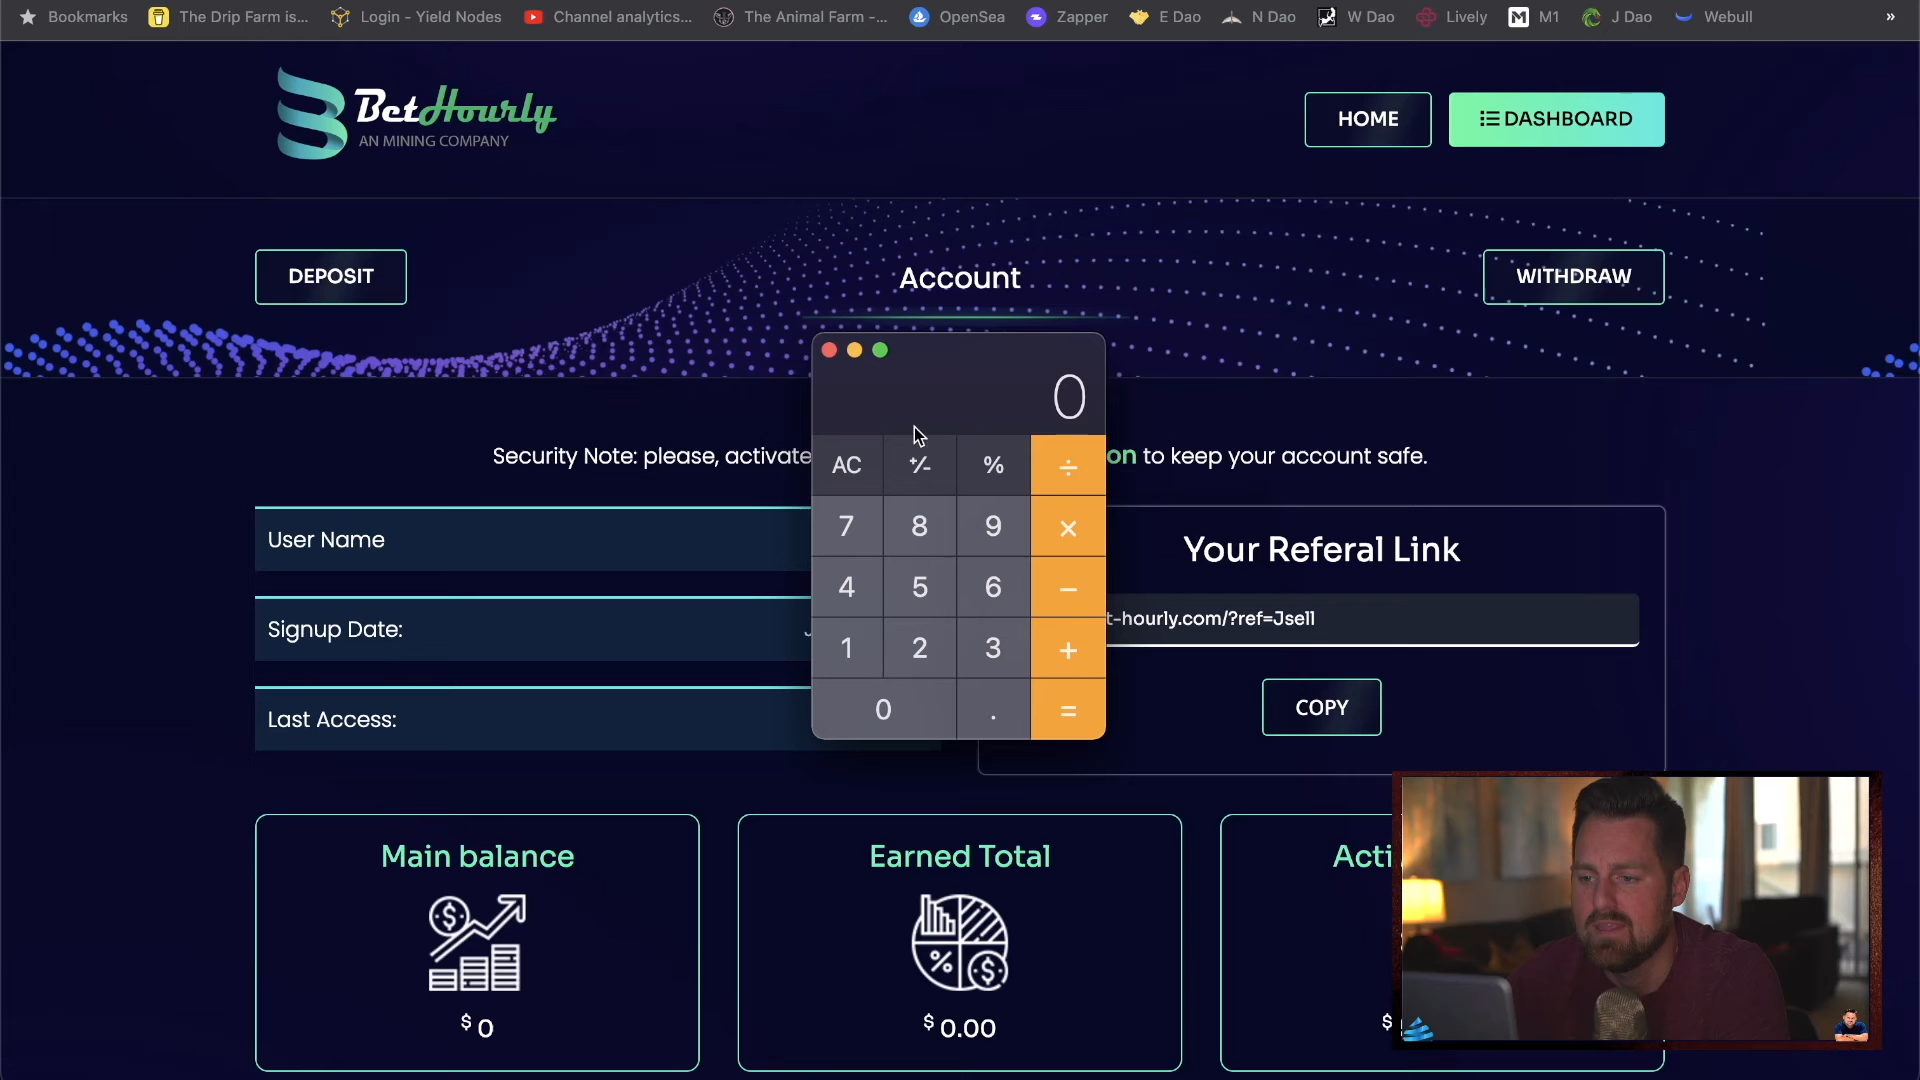 Bookmarks The Drip Farm is... Login - Yield Nodes Channel analytics... The Animal Farm -... OpenSea Zapper E Dao N Dao W Dao Lively M1 J Dao Webull »
BetHourly
AN MINING COMPANY
HOME
DASHBOARD
DEPOSIT
Account
WITHDRAW
0
Security Note: please, activate
on to keep your account safe.
AC +⁄- % ÷
7 8 9 ×
4 5 6 −
1 2 3 +
0 . =
User Name
Signup Date:
Last Access:
Your Referal Link
t-hourly.com/?ref=Jsell
COPY
Main balance
$ 0
Earned Total
$ 0.00
Acti
$